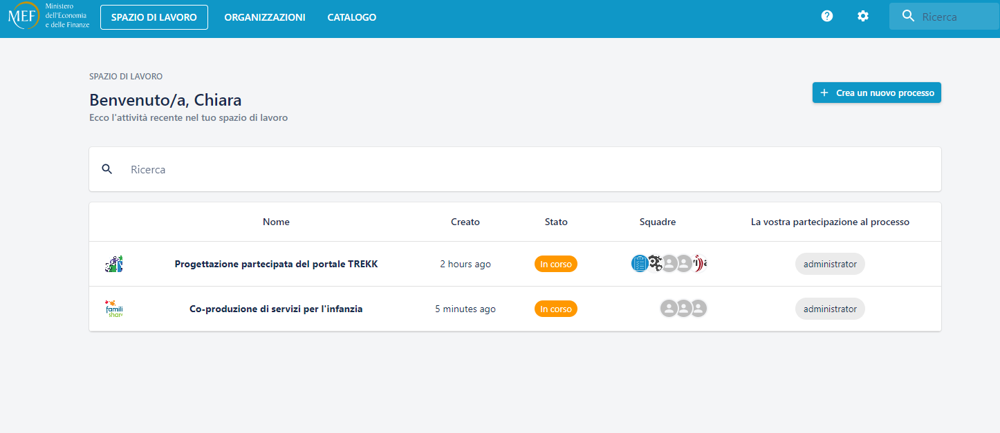 MEF
Ministero
dell'Economia
e delle Finanze
SPAZIO DI LAVORO
ORGANIZZAZIONI
CATALOGO
Ricerca
SPAZIO DI LAVORO
Benvenuto/a, Chiara
Ecco l'attività recente nel tuo spazio di lavoro
Crea un nuovo processo
Ricerca
Nome Creato Stato Squadre La vostra partecipazione al processo
Progettazione partecipata del portale TREKK 2 hours ago In corso administrator
famili
shar
Co-produzione di servizi per l'infanzia 5 minutes ago In corso administrator